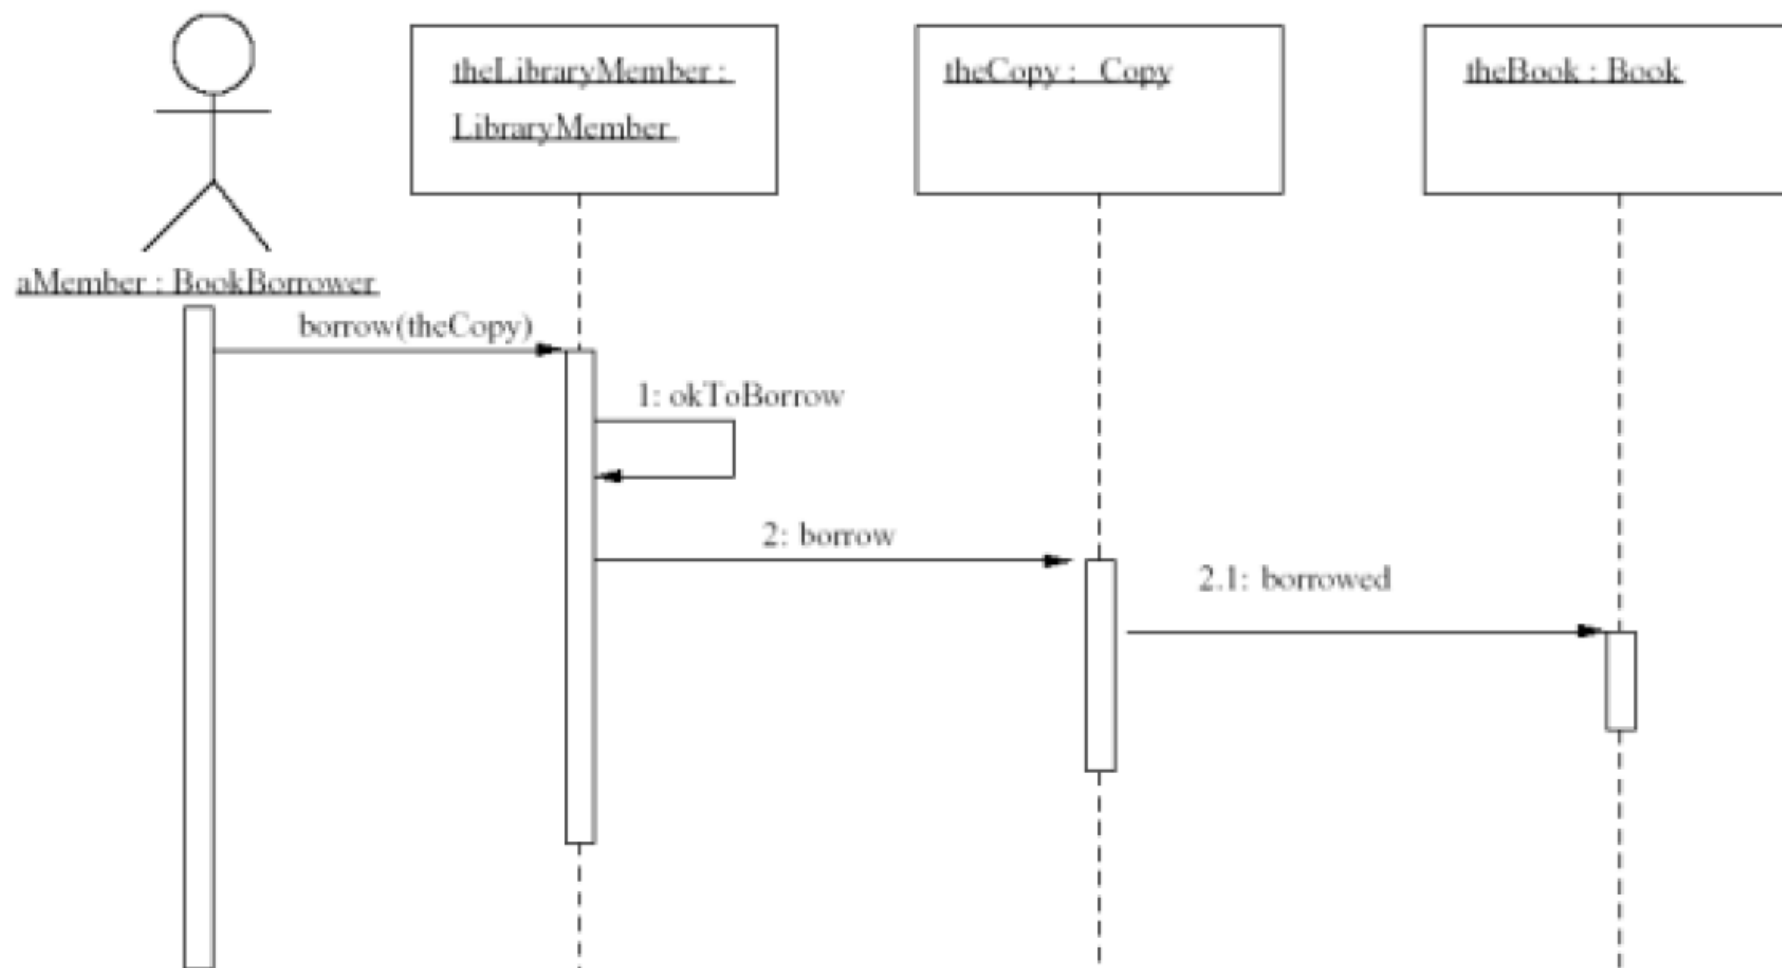 theLibraryMember :
LibraryMember
theCopy : Copy
theBook : Book
aMember : BookBorrower
borrow(theCopy)
1: okToBorrow
2: borrow
2.1: borrowed